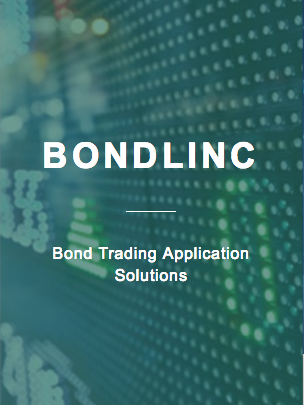 BONDLINC
Bond Trading Application
Solutions